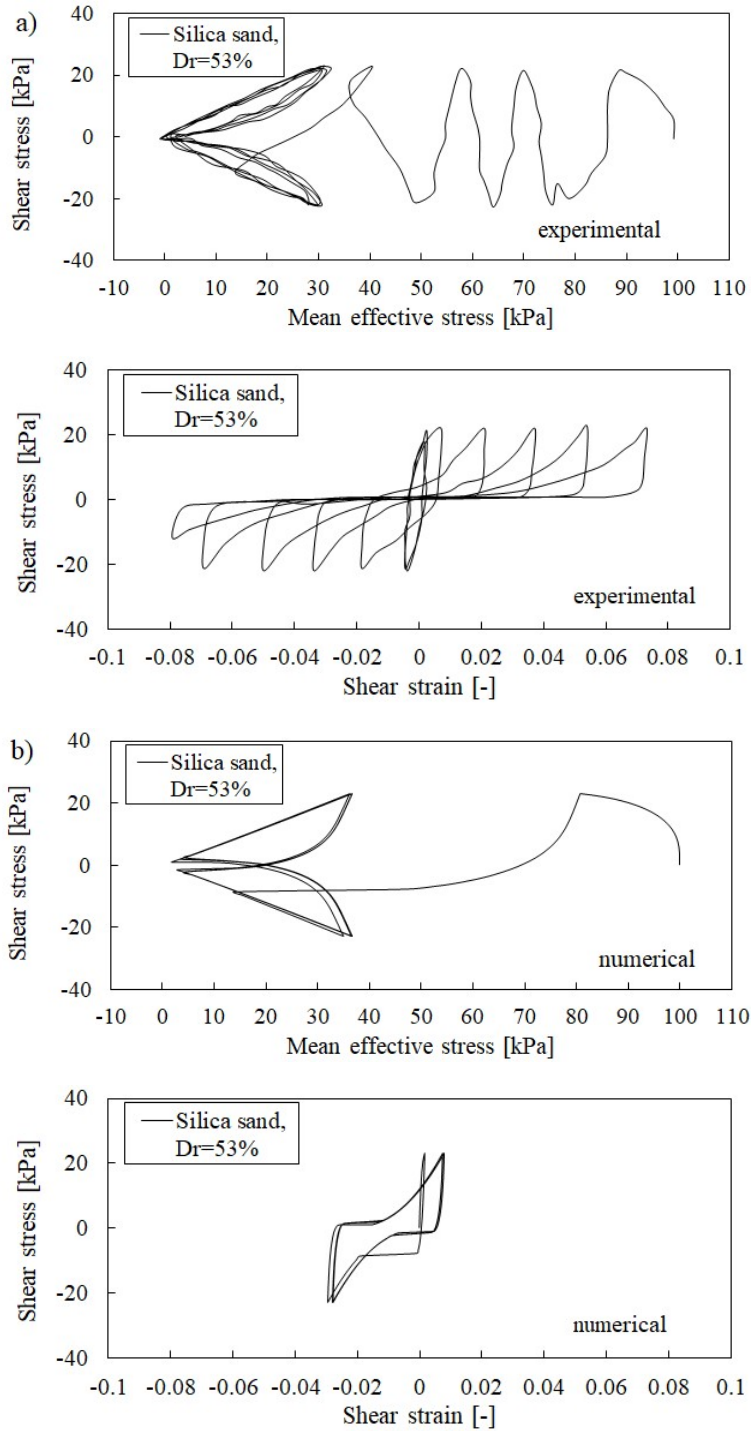 a)
Silica sand,
Dr=53%
Shear stress [kPa]
40
20
0
-20
-40
experimental
-10 0 10 20 30 40 50 60 70 80 90 100 110
Mean effective stress [kPa]
Silica sand,
Dr=53%
Shear stress [kPa]
40
20
0
-20
-40
experimental
-0.1 -0.08 -0.06 -0.04 -0.02 0 0.02 0.04 0.06 0.08 0.1
Shear strain [-]
b)
Silica sand,
Dr=53%
Shear stress [kPa]
40
20
0
-20
-40
numerical
-10 0 10 20 30 40 50 60 70 80 90 100 110
Mean effective stress [kPa]
Silica sand,
Dr=53%
Shear stress [kPa]
40
20
0
-20
-40
numerical
-0.1 -0.08 -0.06 -0.04 -0.02 0 0.02 0.04 0.06 0.08 0.1
Shear strain [-]